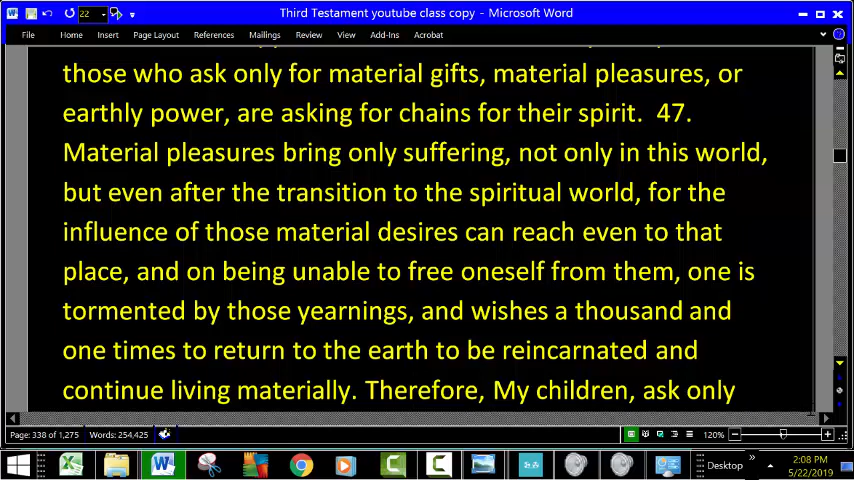 Third Testament youtube class copy - Microsoft Word
22
File Home Insert Page Layout References Mailings Review View Add-Ins Acrobat
those who ask only for material gifts, material pleasures, or
earthly power, are asking for chains for their spirit.  47.
Material pleasures bring only suffering, not only in this world,
but even after the transition to the spiritual world, for the
influence of those material desires can reach even to that
place, and on being unable to free oneself from them, one is
tormented by those yearnings, and wishes a thousand and
one times to return to the earth to be reincarnated and
continue living materially. Therefore, My children, ask only
Page: 338 of 1,275 Words: 254,425 120%
Desktop
2:08 PM
5/22/2019